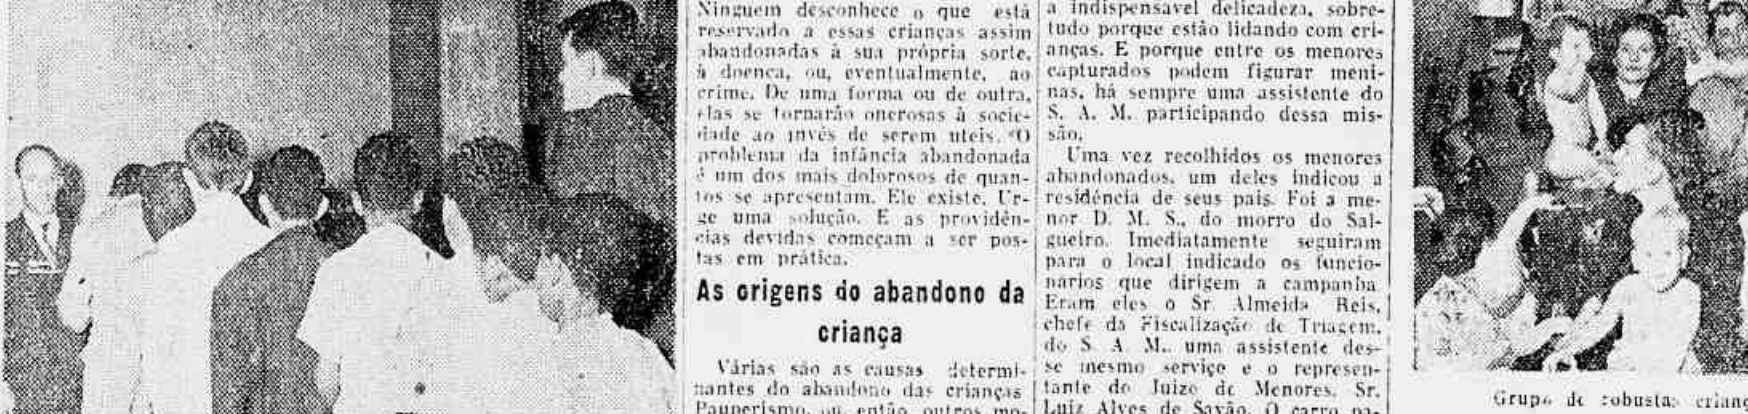 Ninguem desconhece o que está
reservado a essas crianças assim
abandonadas à sua própria sorte,
à doença, ou, eventualmente, ao
crime. De uma forma ou de outra,
elas se tornarão onerosas à socie-
dade ao invés de serem uteis. O
problema da infância abandonada
é um dos mais dolorosos de quan-
tos se apresentam. Ele existe. Ur-
ge uma solução. E as providên-
cias devidas começam a ser pos-
tas em prática.
As origens do abandono da
criança
Várias são as causas determi-
nantes do abandono das crianças
Pauperismo, ou então outros mo-
a indispensavel delicadeza, sobre-
tudo porque estão lidando com cri-
anças. E porque entre os menores
capturados podem figurar meni-
nas, há sempre uma assistente do
S. A. M. participando dessa mis-
são.
Uma vez recolhidos os menores
abandonados, um deles indicou a
residência de seus pais. Foi a me-
nor D. M. S., do morro do Sal-
gueiro. Imediatamente seguiram
para o local indicado os funcio-
nários que dirigem a campanha
Eram eles o Sr. Almeida Reis,
chefe da Fiscalização de Triagem,
do S. A. M., uma assistente des-
se mesmo serviço e o represen-
tante do Juizo de Menores, Sr.
Luiz Alves de Savão. O carro pa-
Grupo de robustas crianç